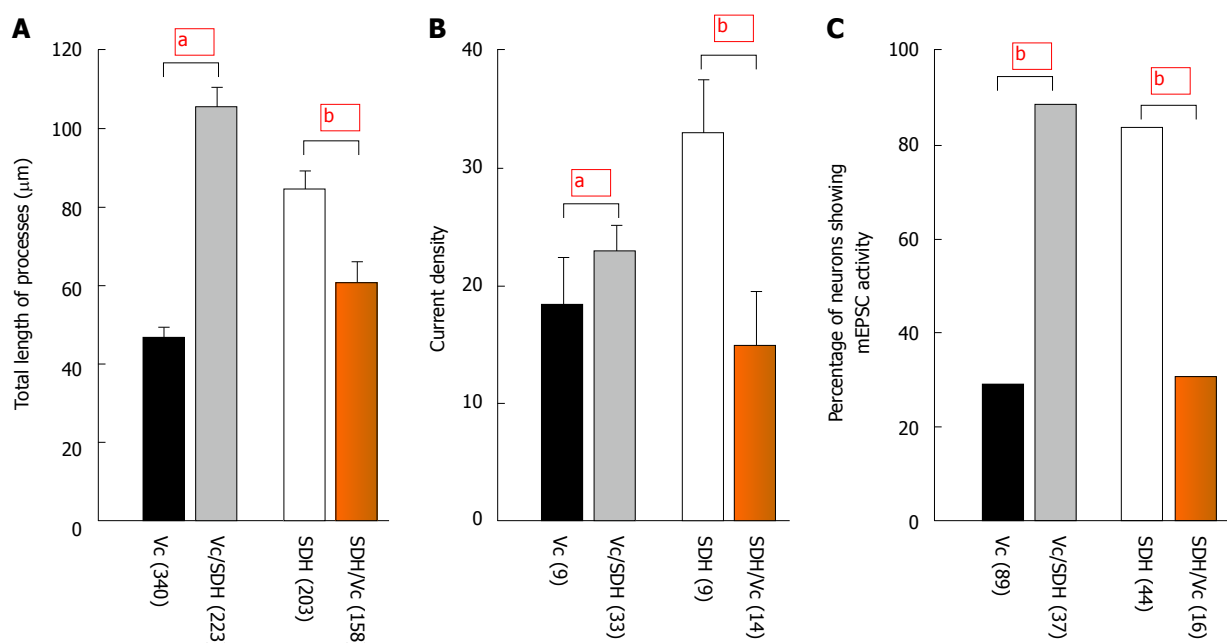 A
a
b
Total length of processes (μm)
120
100
80
60
40
20
0
Vc (340)
Vc/SDH (223
SDH (203)
SDH/Vc (158
B
b
a
Current density
40
30
20
10
0
Vc (9)
Vc/SDH (33)
SDH (9)
SDH/Vc (14)
C
b
b
Percentage of neurons showing
mEPSC activity
100
80
60
40
20
0
Vc (89)
Vc/SDH (37)
SDH (44)
SDH/Vc (16)